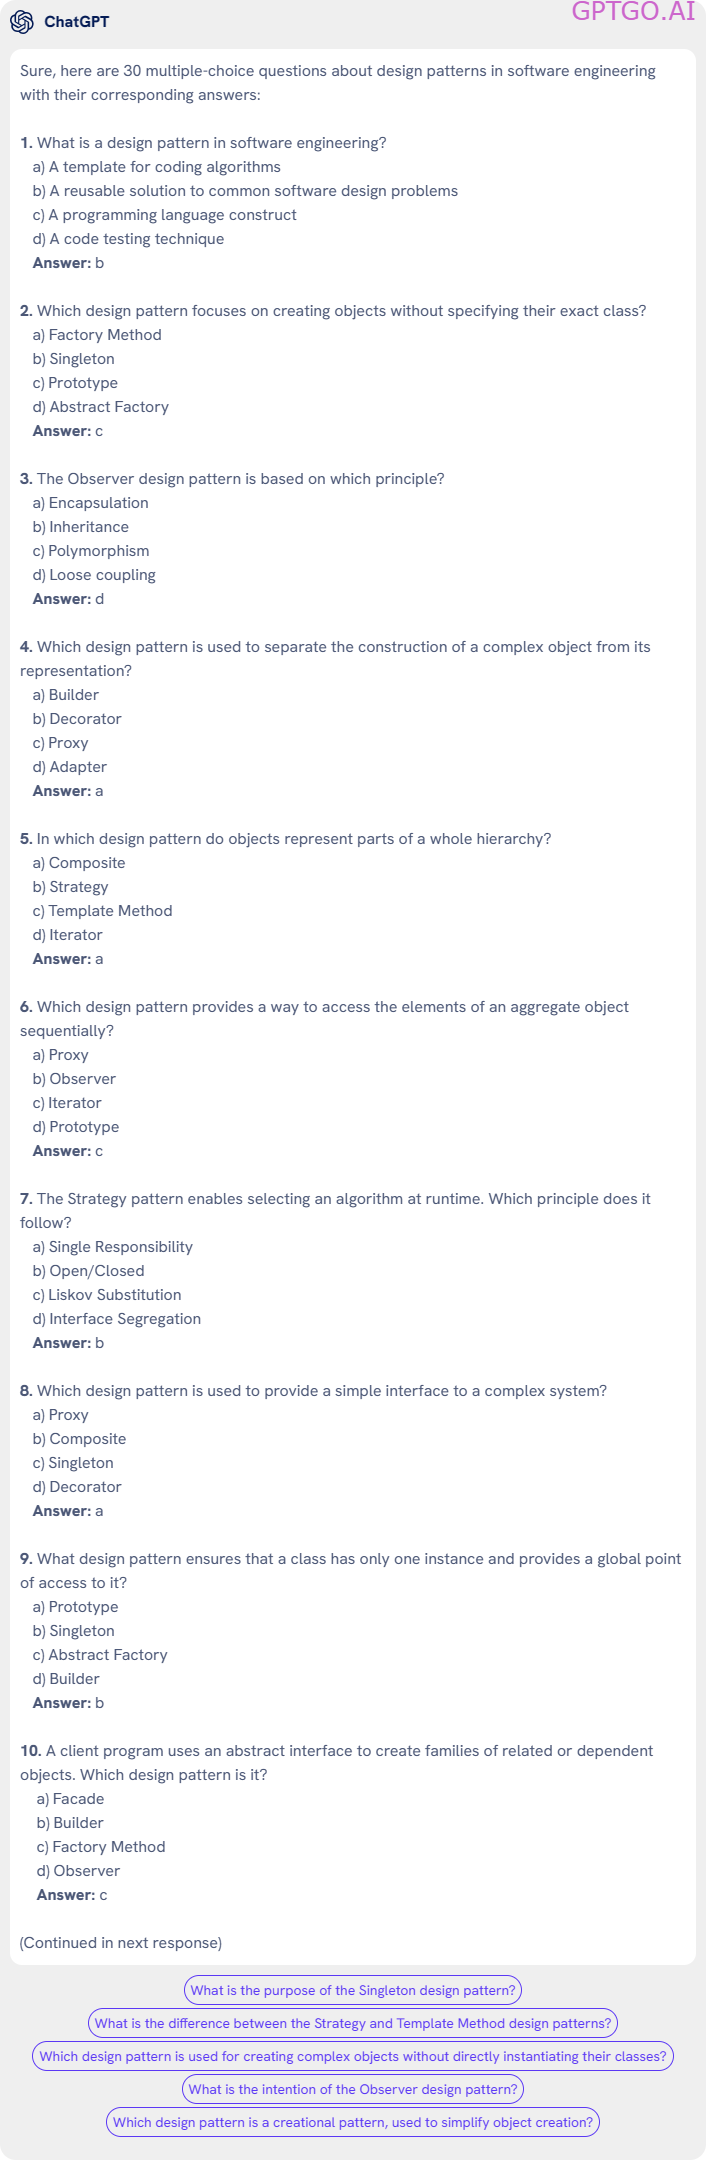 ChatGPT
GPTGO.AI
Sure, here are 30 multiple-choice questions about design patterns in software engineering
with their corresponding answers:
1. What is a design pattern in software engineering?
a) A template for coding algorithms
b) A reusable solution to common software design problems
c) A programming language construct
d) A code testing technique
Answer: b
2. Which design pattern focuses on creating objects without specifying their exact class?
a) Factory Method
b) Singleton
c) Prototype
d) Abstract Factory
Answer: c
3. The Observer design pattern is based on which principle?
a) Encapsulation
b) Inheritance
c) Polymorphism
d) Loose coupling
Answer: d
4. Which design pattern is used to separate the construction of a complex object from its
representation?
a) Builder
b) Decorator
c) Proxy
d) Adapter
Answer: a
5. In which design pattern do objects represent parts of a whole hierarchy?
a) Composite
b) Strategy
c) Template Method
d) Iterator
Answer: a
6. Which design pattern provides a way to access the elements of an aggregate object
sequentially?
a) Proxy
b) Observer
c) Iterator
d) Prototype
Answer: c
7. The Strategy pattern enables selecting an algorithm at runtime. Which principle does it
follow?
a) Single Responsibility
b) Open/Closed
c) Liskov Substitution
d) Interface Segregation
Answer: b
8. Which design pattern is used to provide a simple interface to a complex system?
a) Proxy
b) Composite
c) Singleton
d) Decorator
Answer: a
9. What design pattern ensures that a class has only one instance and provides a global point
of access to it?
a) Prototype
b) Singleton
c) Abstract Factory
d) Builder
Answer: b
10. A client program uses an abstract interface to create families of related or dependent
objects. Which design pattern is it?
a) Facade
b) Builder
c) Factory Method
d) Observer
Answer: c
(Continued in next response)
What is the purpose of the Singleton design pattern?
What is the difference between the Strategy and Template Method design patterns?
Which design pattern is used for creating complex objects without directly instantiating their classes?
What is the intention of the Observer design pattern?
Which design pattern is a creational pattern, used to simplify object creation?